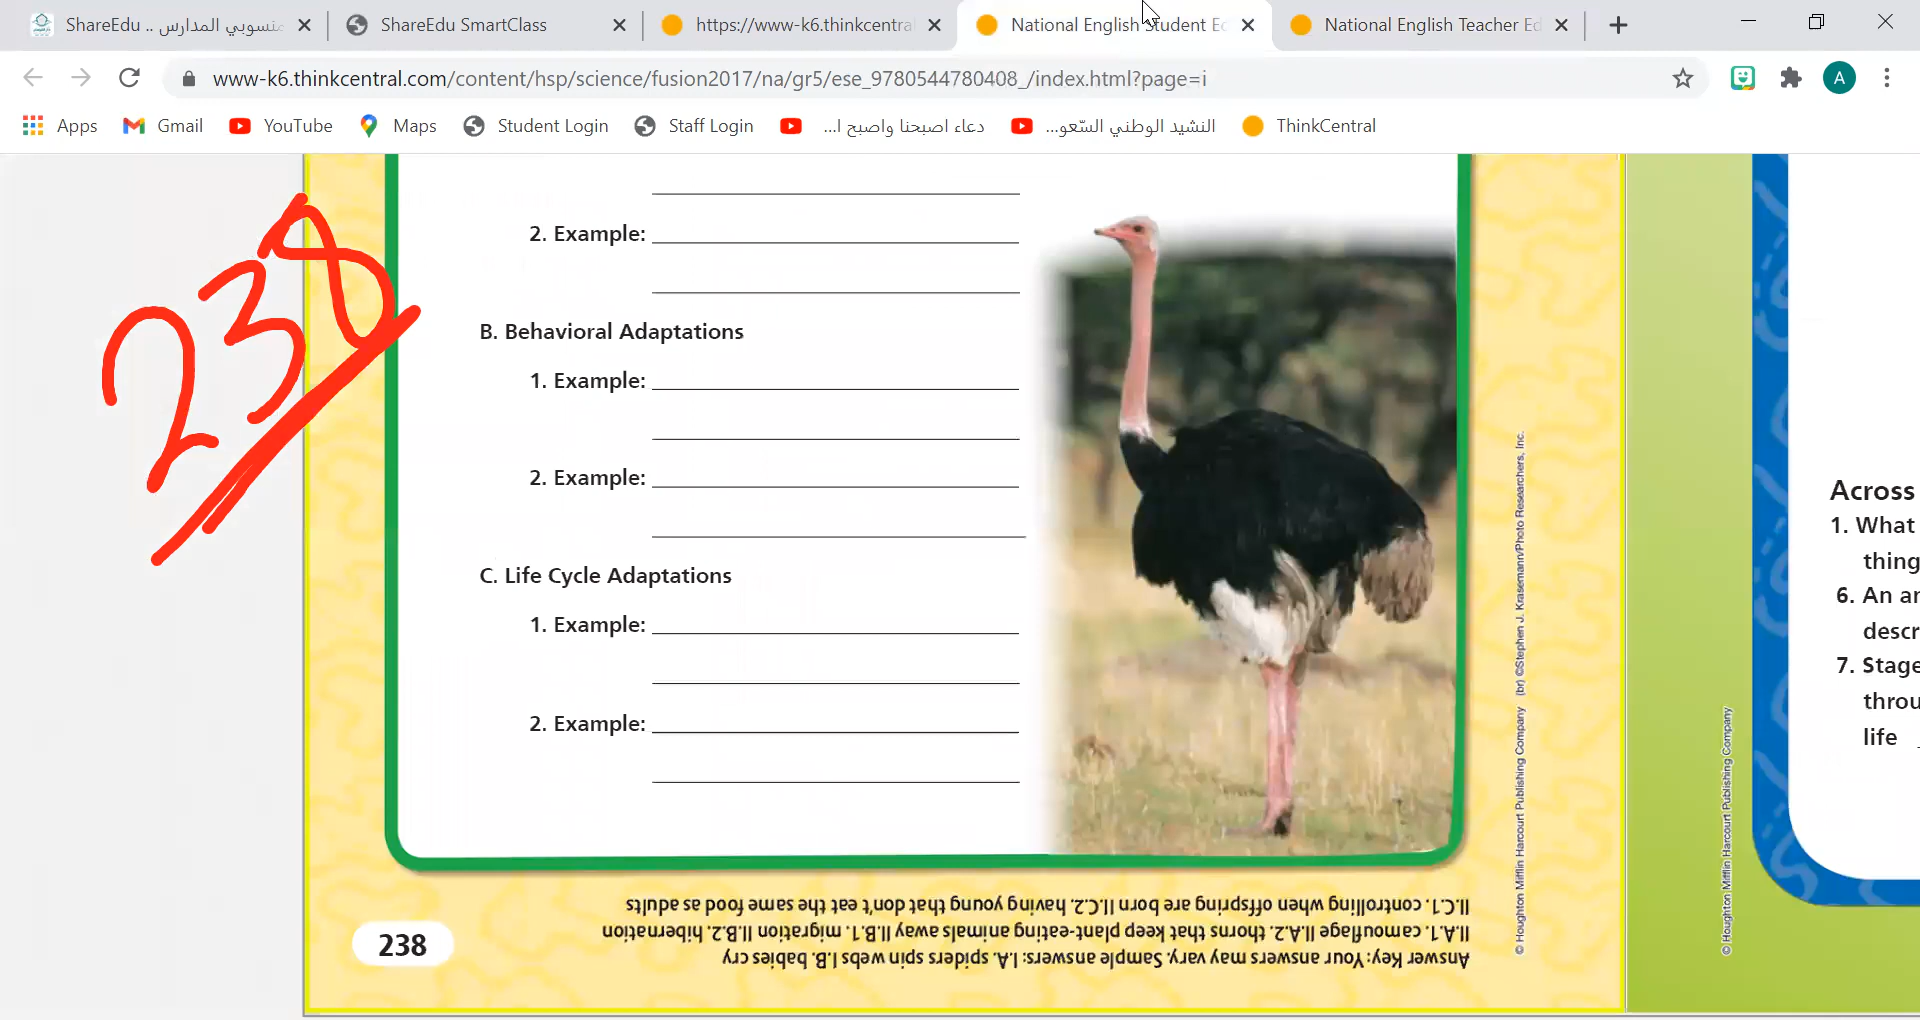 ShareEdu .. منسوبي المدارس
ShareEdu SmartClass
https://www-k6.thinkcentral
National English Student Ed
National English Teacher Ed
www-k6.thinkcentral.com/content/hsp/science/fusion2017/na/gr5/ese_9780544780408_/index.html?page=i
A
Apps
Gmail
YouTube
Maps
Student Login
Staff Login
دعاء اصبحنا واصبح ا...
النشيد الوطني السّعو...
ThinkCentral
238
2. Example:
B. Behavioral Adaptations
1. Example:
2. Example:
C. Life Cycle Adaptations
1. Example:
2. Example:
Answer Key: Your answers may vary. Sample answers: I.A. spiders spin webs I.B. babies cry
II.A.1. camouflage II.A.2. thorns that keep plant-eating animals away II.B.1. migration II.B.2. hibernation
II.C.1. controlling when offspring are born II.C.2. having young that don't eat the same food as adults
238
© Houghton Mifflin Harcourt Publishing Company (br) ©Stephen J. Krasemann/Photo Researchers, Inc.
© Houghton Mifflin Harcourt Publishing Company
Across
1. What
thing
6. An an
descr
7. Stage
throu
life